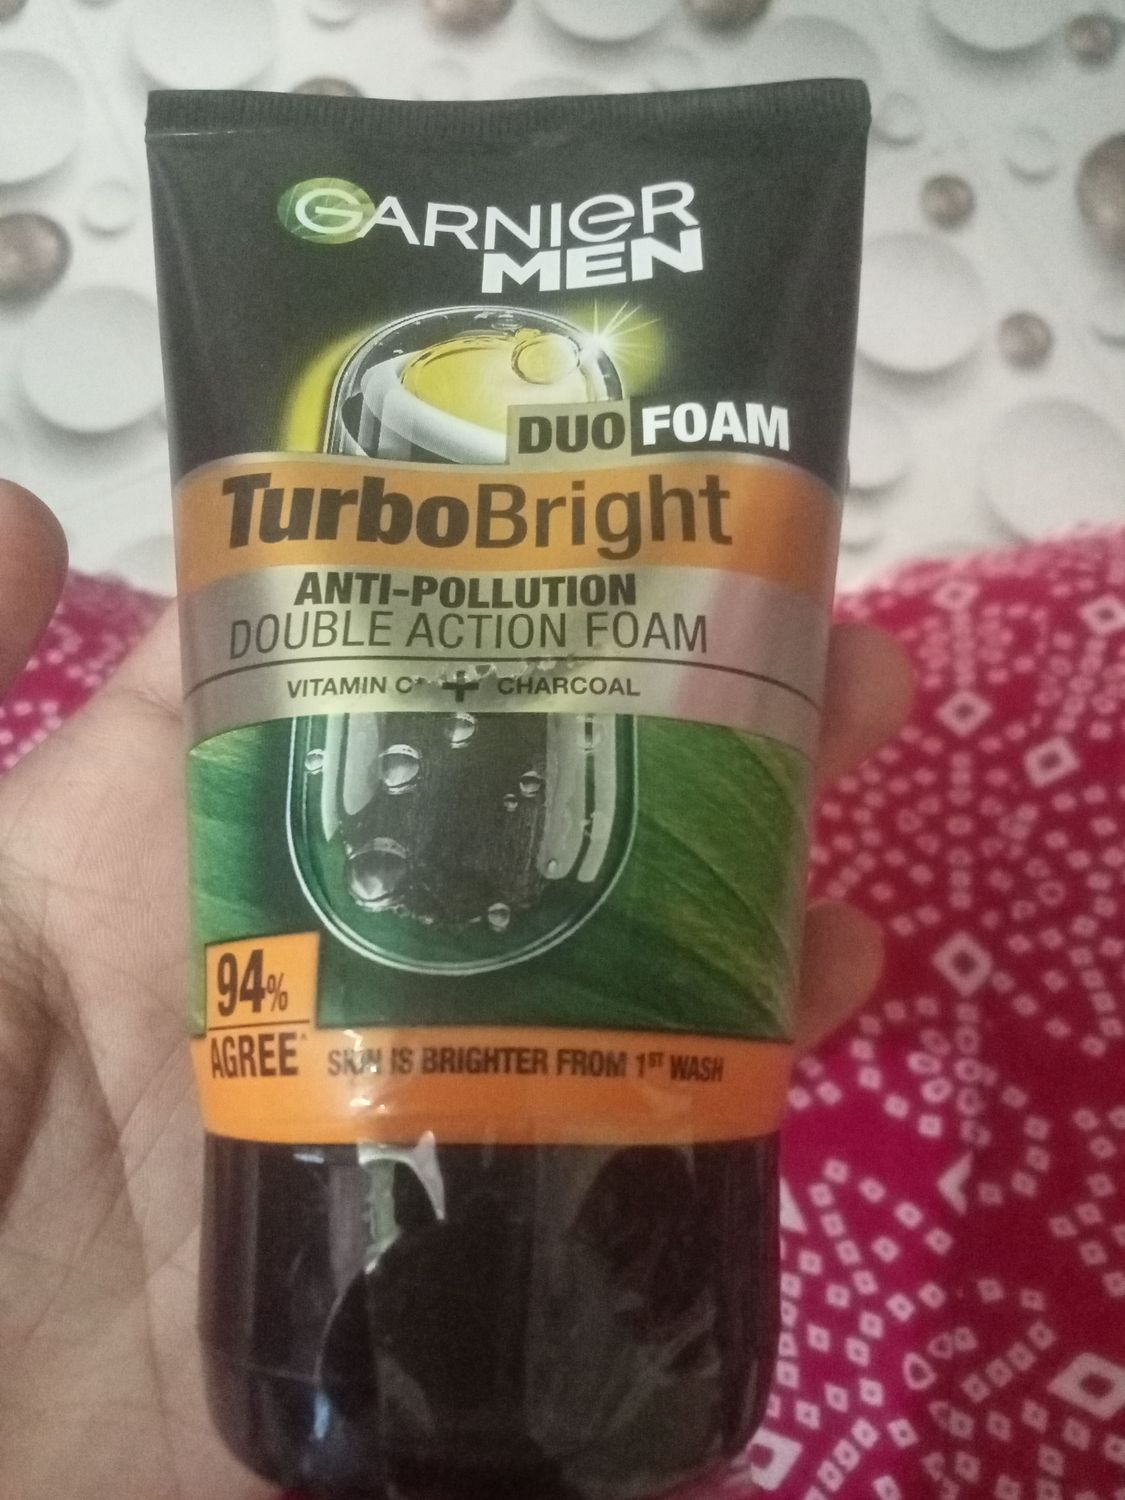 GARNIER
MEN
DUO FOAM
TurboBright
ANTI-POLLUTION
DOUBLE ACTION FOAM
VITAMIN C* + CHARCOAL
94%
AGREE^
SKIN IS BRIGHTER FROM 1ST WASH